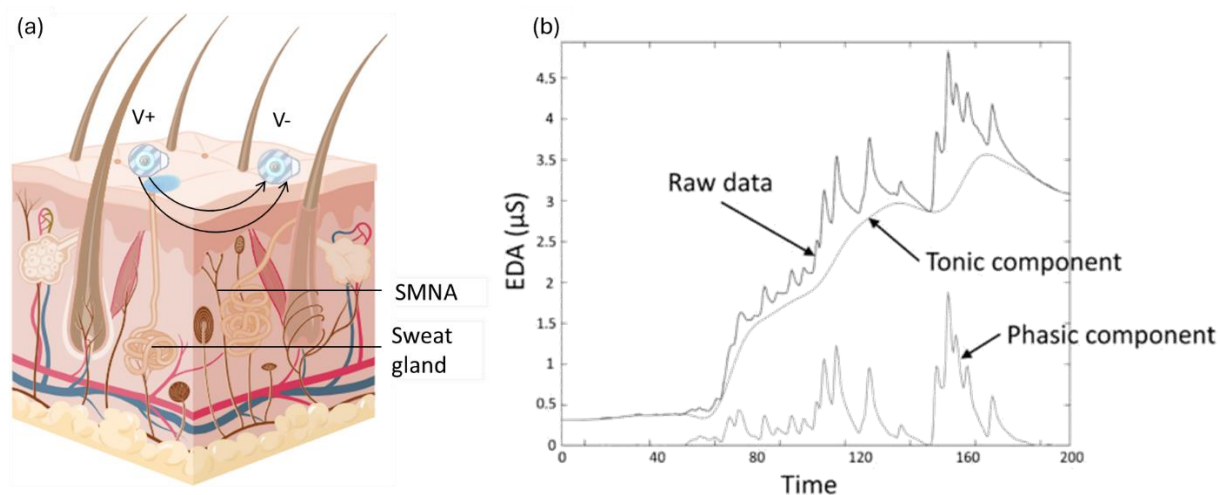 (a)
V+
V-
SMNA
Sweat
gland
(b)
EDA (μS)
4.5
4
3.5
3
2.5
2
1.5
1
0.5
0
Raw data
Tonic component
Phasic component
0
40
80
120
160
200
Time